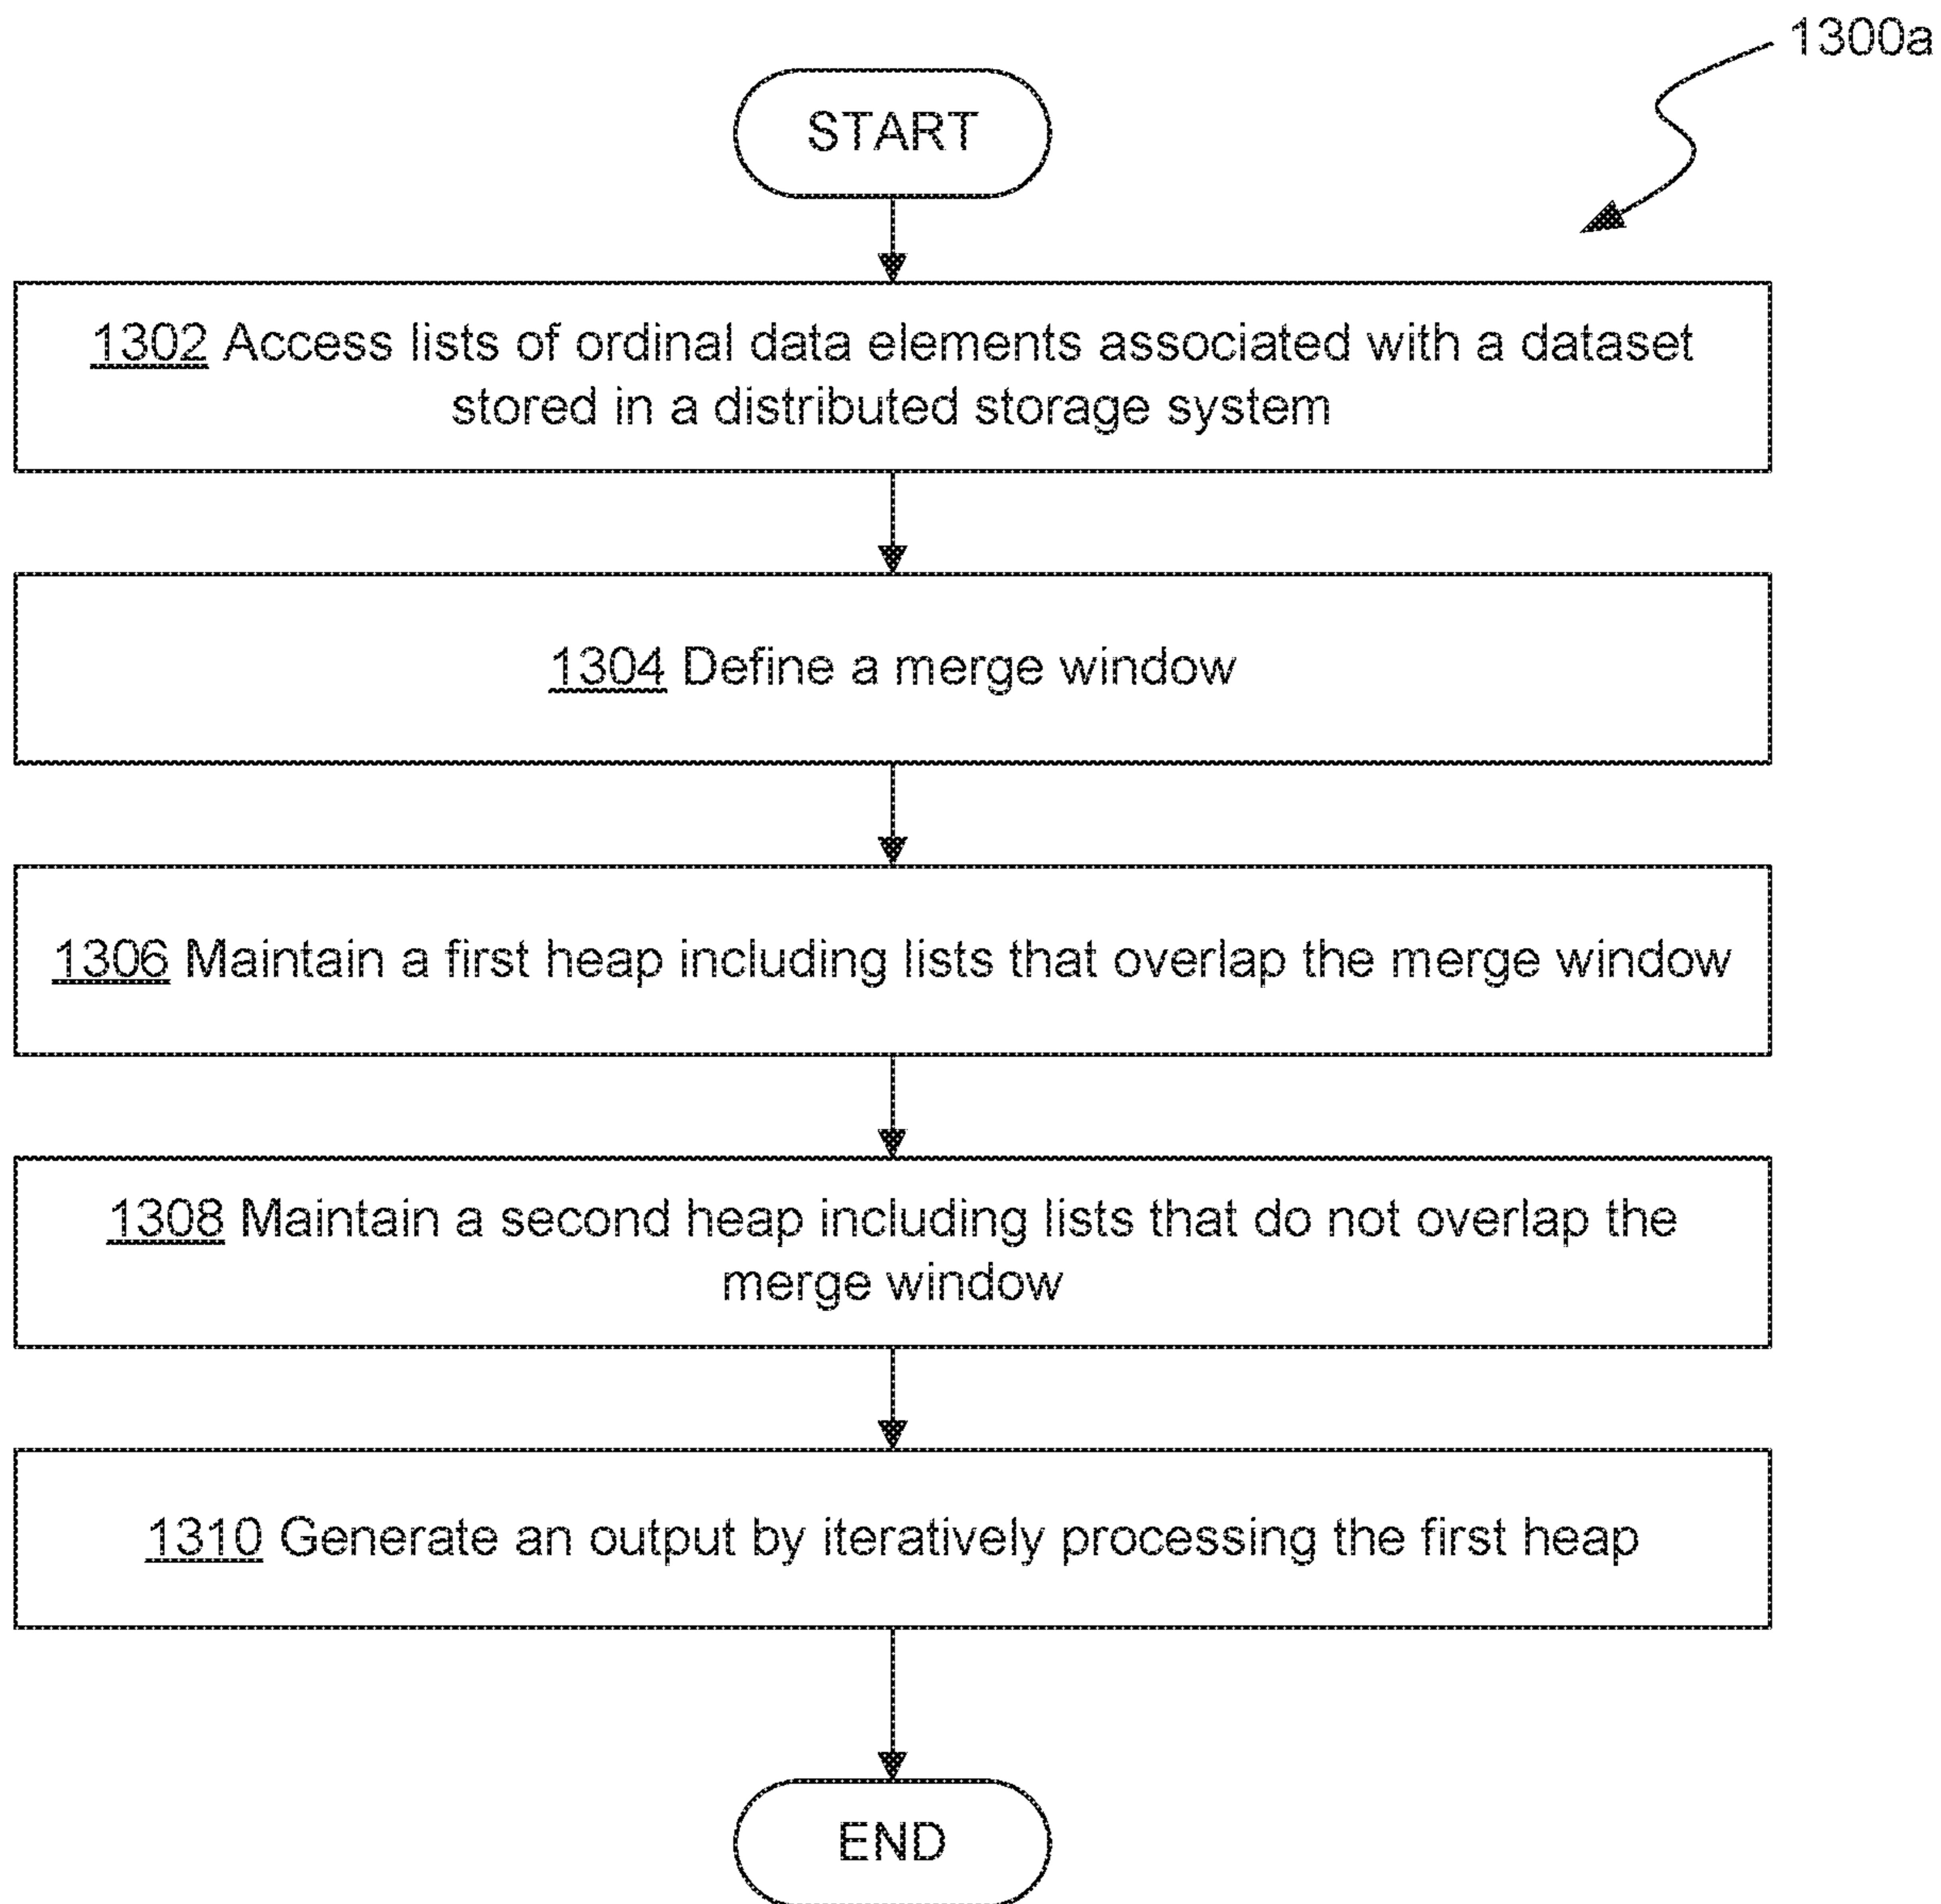 1300a
START
1302 Access lists of ordinal data elements associated with a dataset
stored in a distributed storage system
1304 Define a merge window
1306 Maintain a first heap including lists that overlap the merge window
1308 Maintain a second heap including lists that do not overlap the
merge window
1310 Generate an output by iteratively processing the first heap
END